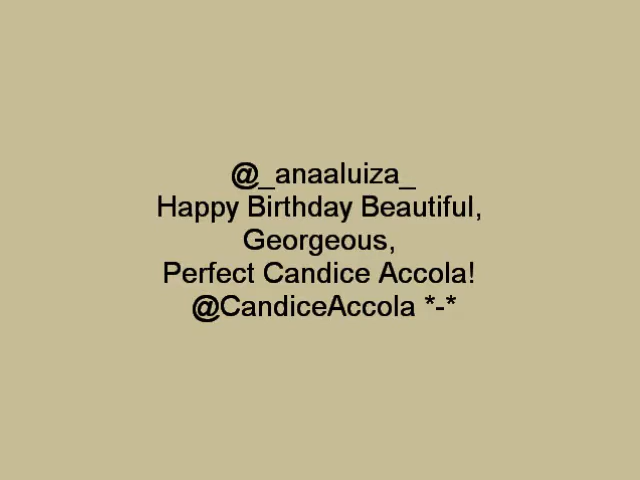 @_anaaluiza_
Happy Birthday Beautiful,
Georgeous,
Perfect Candice Accola!
@CandiceAccola *-*